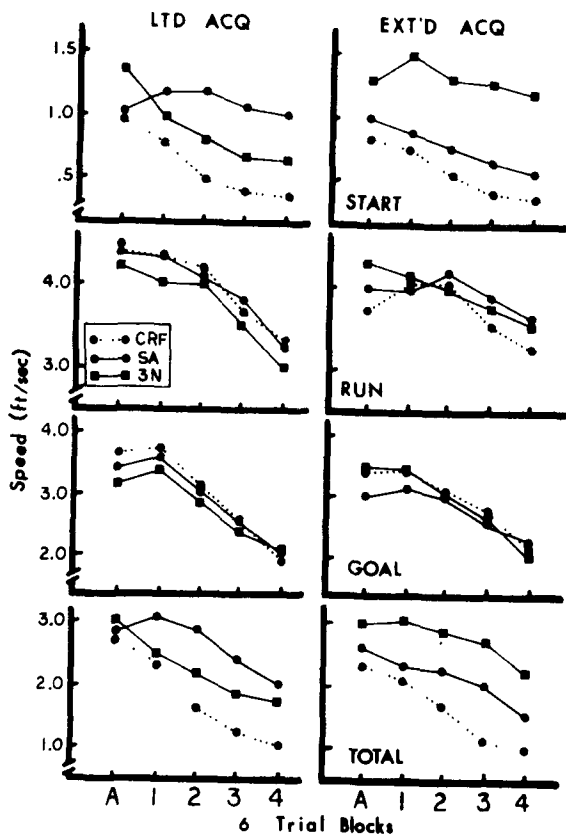 LTD ACQ EXT'D ACQ
1.5
1.0
.5
START
4.0
3.0
CRF
SA
3N
RUN
Speed (ft/sec)
4.0
3.0
2.0
GOAL
3.0
2.0
1.0
TOTAL
A 1 2 3 4 A 1 2 3 4
6 Trial Blocks